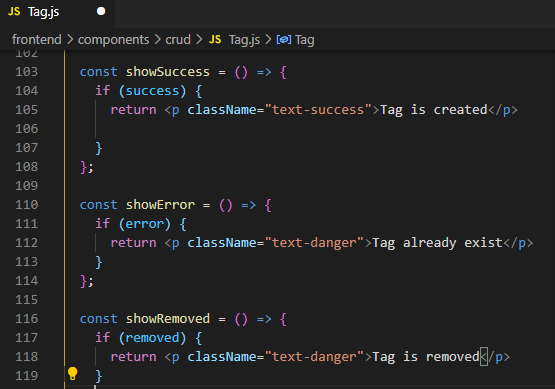 JS Tag.js
frontend > components > crud > JS Tag.js > Tag
102
103 const showSuccess = () => {
104 if (success) {
105 return <p className="text-success">Tag is created</p>
106
107 }
108 };
109
110 const showError = () => {
111 if (error) {
112 return <p className="text-danger">Tag already exist</p>
113 }
114 };
115
116 const showRemoved = () => {
117 if (removed) {
118 return <p className="text-danger">Tag is removed</p>
119 }